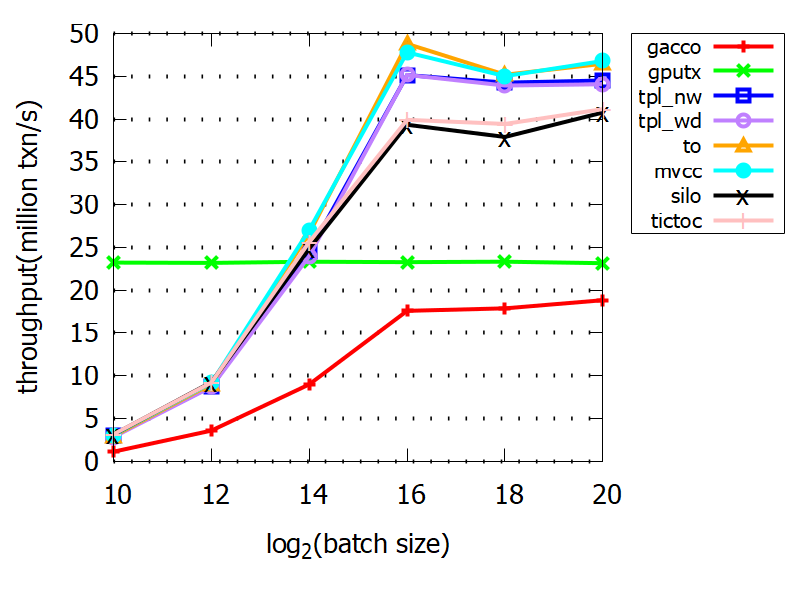 throughput(million txn/s)
50
45
40
35
30
25
20
15
10
5
0
10 12 14 16 18 20
log2(batch size)
gacco
gputx
tpl_nw
tpl_wd
to
mvcc
silo
tictoc